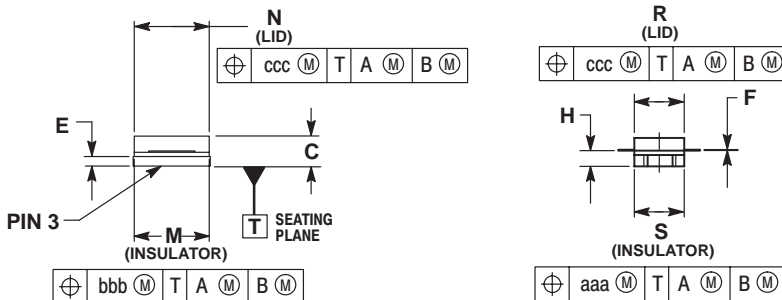 N
(LID)
⌖ ccc Ⓜ T A Ⓜ B Ⓜ
R
(LID)
⌖ ccc Ⓜ T A Ⓜ B Ⓜ
E
C
H
F
PIN 3
M
(INSULATOR)
T
SEATING
PLANE
S
(INSULATOR)
⌖ bbb Ⓜ T A Ⓜ B Ⓜ
⌖ aaa Ⓜ T A Ⓜ B Ⓜ